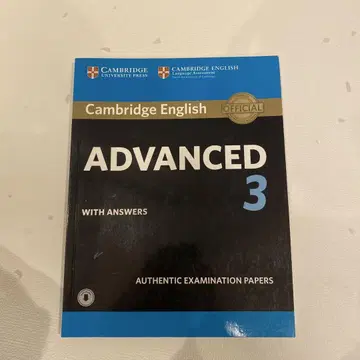 CAMBRIDGE
UNIVERSITY PRESS
CAMBRIDGE ENGLISH
Language Assessment
Cambridge English
OFFICIAL
ADVANCED
3
WITH ANSWERS
AUTHENTIC EXAMINATION PAPERS